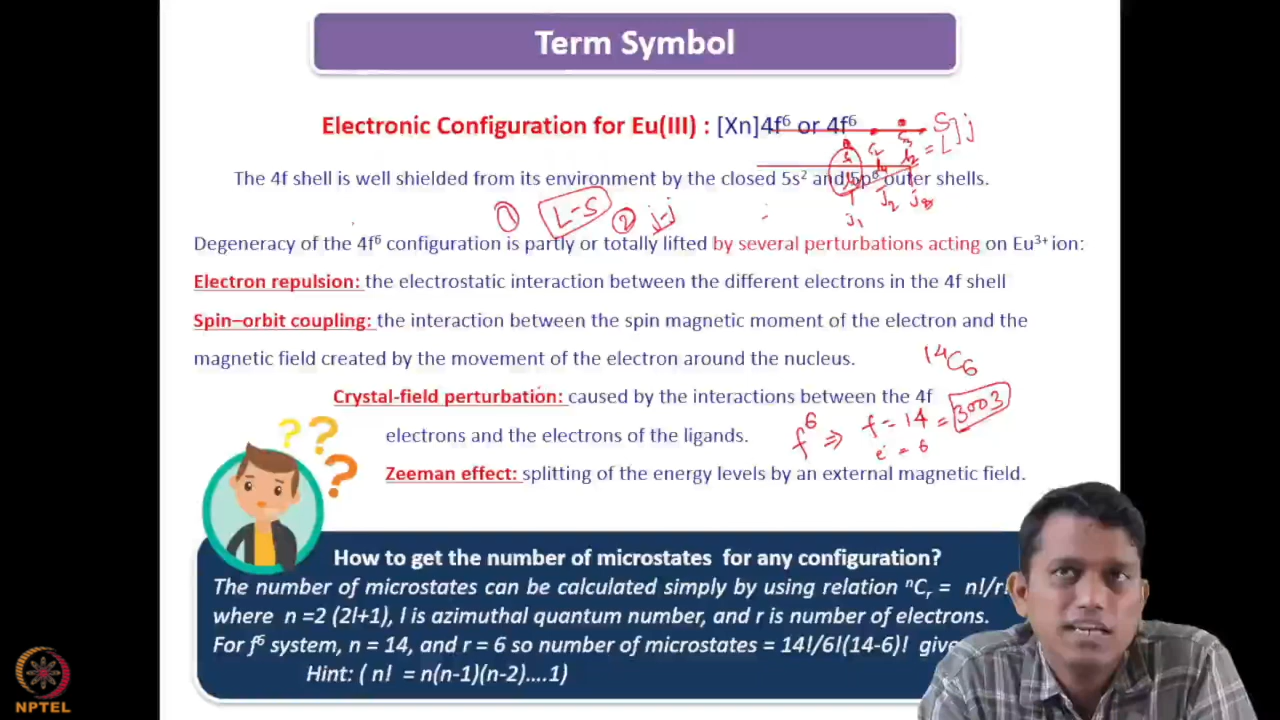 Term Symbol
Electronic Configuration for Eu(III) : [Xn]4f⁶ or 4f⁶
S
L
j
The 4f shell is well shielded from its environment by the closed 5s² and 5p⁶ outer shells.
① L-S ② j-j
j₁ j₂ j₃
Degeneracy of the 4f⁶ configuration is partly or totally lifted by several perturbations acting on Eu³⁺ ion:
Electron repulsion: the electrostatic interaction between the different electrons in the 4f shell
Spin–orbit coupling: the interaction between the spin magnetic moment of the electron and the
magnetic field created by the movement of the electron around the nucleus.
¹⁴C₆
Crystal-field perturbation: caused by the interactions between the 4f
electrons and the electrons of the ligands.
f⁶ ⇒ f = 14 = 3003
e⁻ = 6
Zeeman effect: splitting of the energy levels by an external magnetic field.
How to get the number of microstates for any configuration?
The number of microstates can be calculated simply by using relation ⁿCᵣ = n!/r!
where n =2 (2l+1), l is azimuthal quantum number, and r is number of electrons.
For f⁶ system, n = 14, and r = 6 so number of microstates = 14!/6!(14-6)!
Hint: ( n! = n(n-1)(n-2)....1)
NPTEL